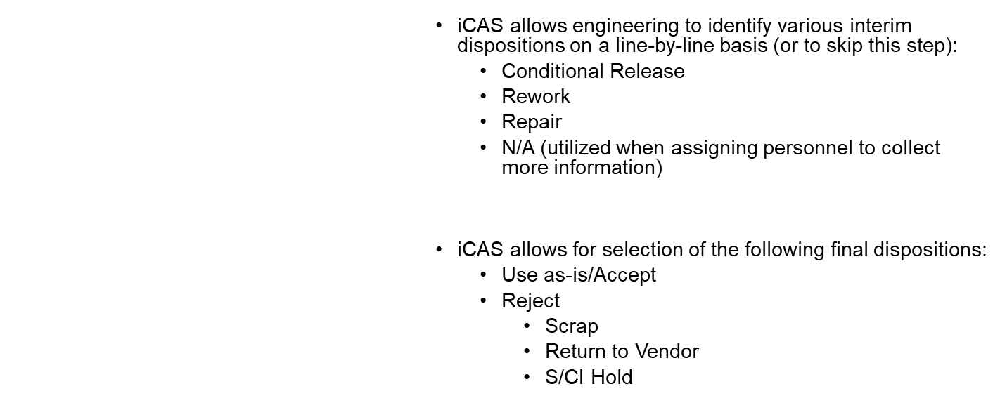 • iCAS allows engineering to identify various interim
dispositions on a line-by-line basis (or to skip this step):
• Conditional Release
• Rework
• Repair
• N/A (utilized when assigning personnel to collect
more information)
• iCAS allows for selection of the following final dispositions:
• Use as-is/Accept
• Reject
• Scrap
• Return to Vendor
• S/CI Hold